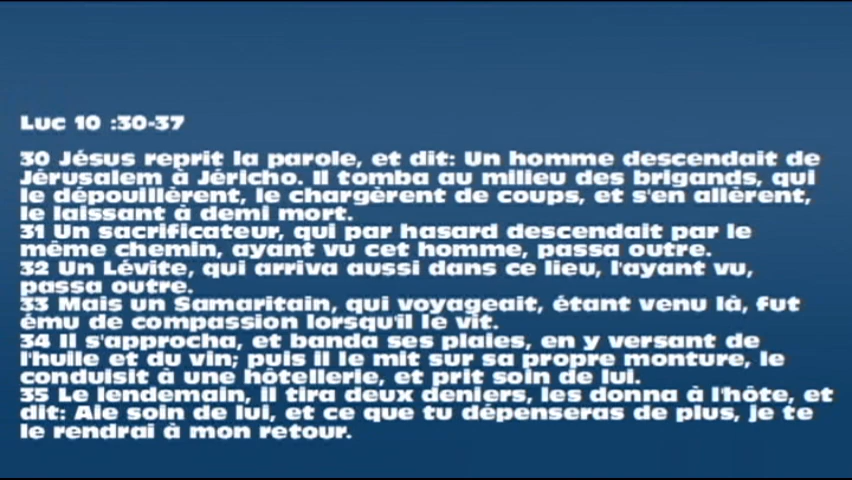 Luc 10 :30-37
30 Jésus reprit la parole, et dit: Un homme descendait de
Jérusalem à Jéricho. Il tomba au milieu des brigands, qui
le dépouillèrent, le chargèrent de coups, et s'en allèrent,
le laissant à demi mort.
31 Un sacrificateur, qui par hasard descendait par le
même chemin, ayant vu cet homme, passa outre.
32 Un Lévite, qui arriva aussi dans ce lieu, l'ayant vu,
passa outre.
33 Mais un Samaritain, qui voyageait, étant venu là, fut
ému de compassion lorsqu'il le vit.
34 Il s'approcha, et banda ses plaies, en y versant de
l'huile et du vin; puis il le mit sur sa propre monture, le
conduisit à une hôtellerie, et prit soin de lui.
35 Le lendemain, il tira deux deniers, les donna à l'hôte, et
dit: Aie soin de lui, et ce que tu dépenseras de plus, je te
le rendrai à mon retour.